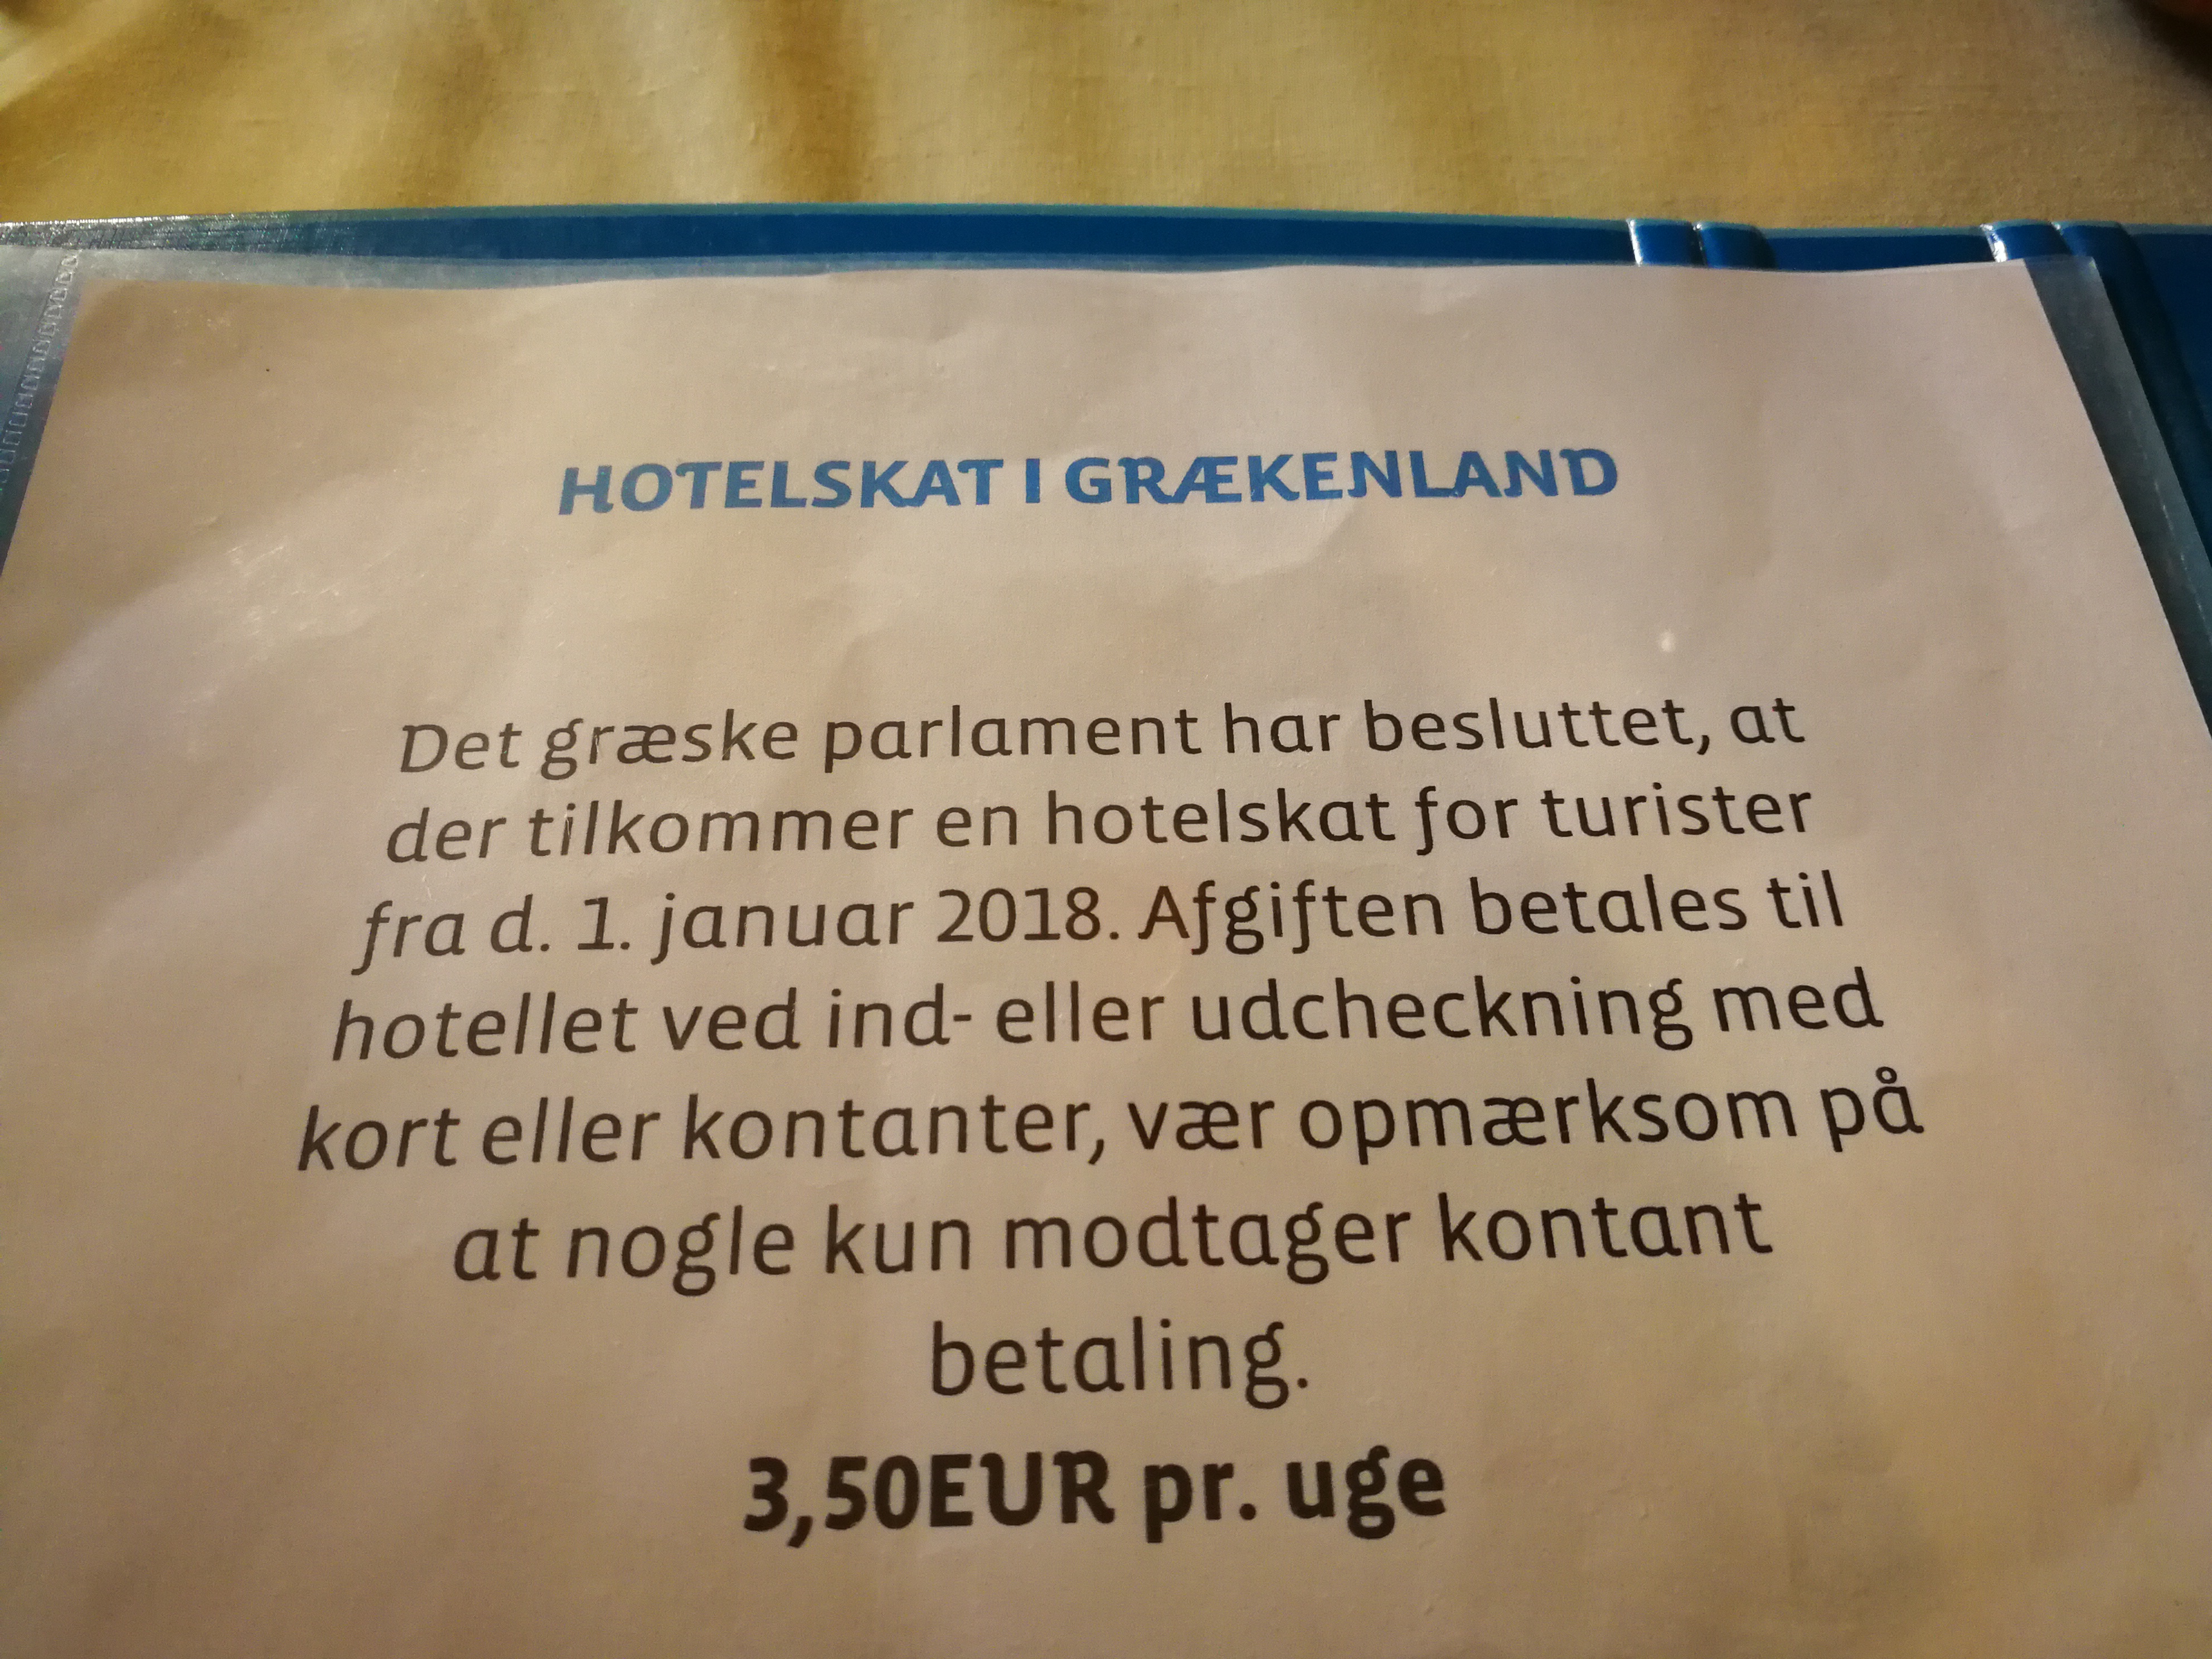 HOTELSKAT I GRÆKENLAND
Det græske parlament har besluttet, at
der tilkommer en hotelskat for turister
fra d. 1. januar 2018. Afgiften betales til
hotellet ved ind- eller udcheckning med
kort eller kontanter, vær opmærksom på
at nogle kun modtager kontant
betaling.
3,50EUR pr. uge